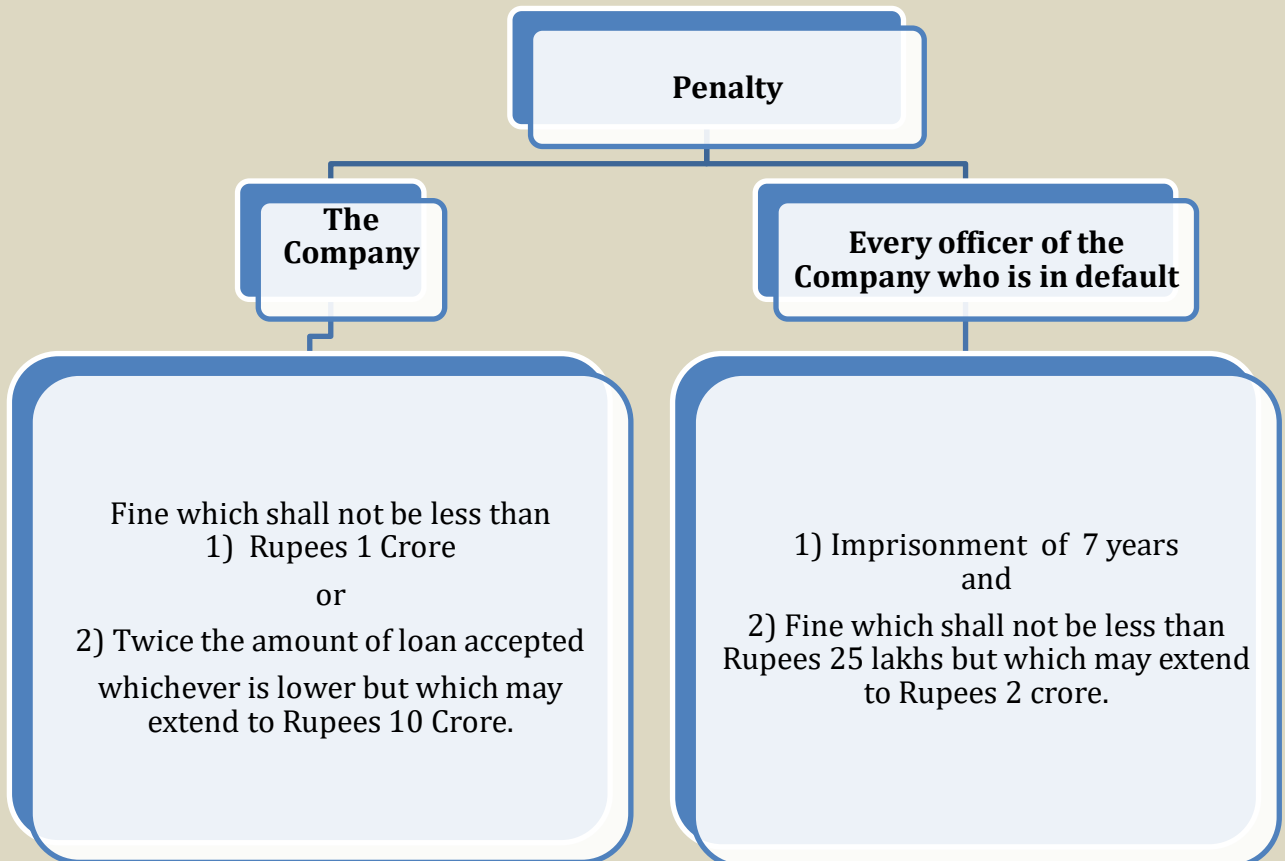 Penalty
The
Company
Every officer of the
Company who is in default
Fine which shall not be less than
1) Rupees 1 Crore
or
2) Twice the amount of loan accepted
whichever is lower but which may
extend to Rupees 10 Crore.
1) Imprisonment of 7 years
and
2) Fine which shall not be less than
Rupees 25 lakhs but which may extend
to Rupees 2 crore.